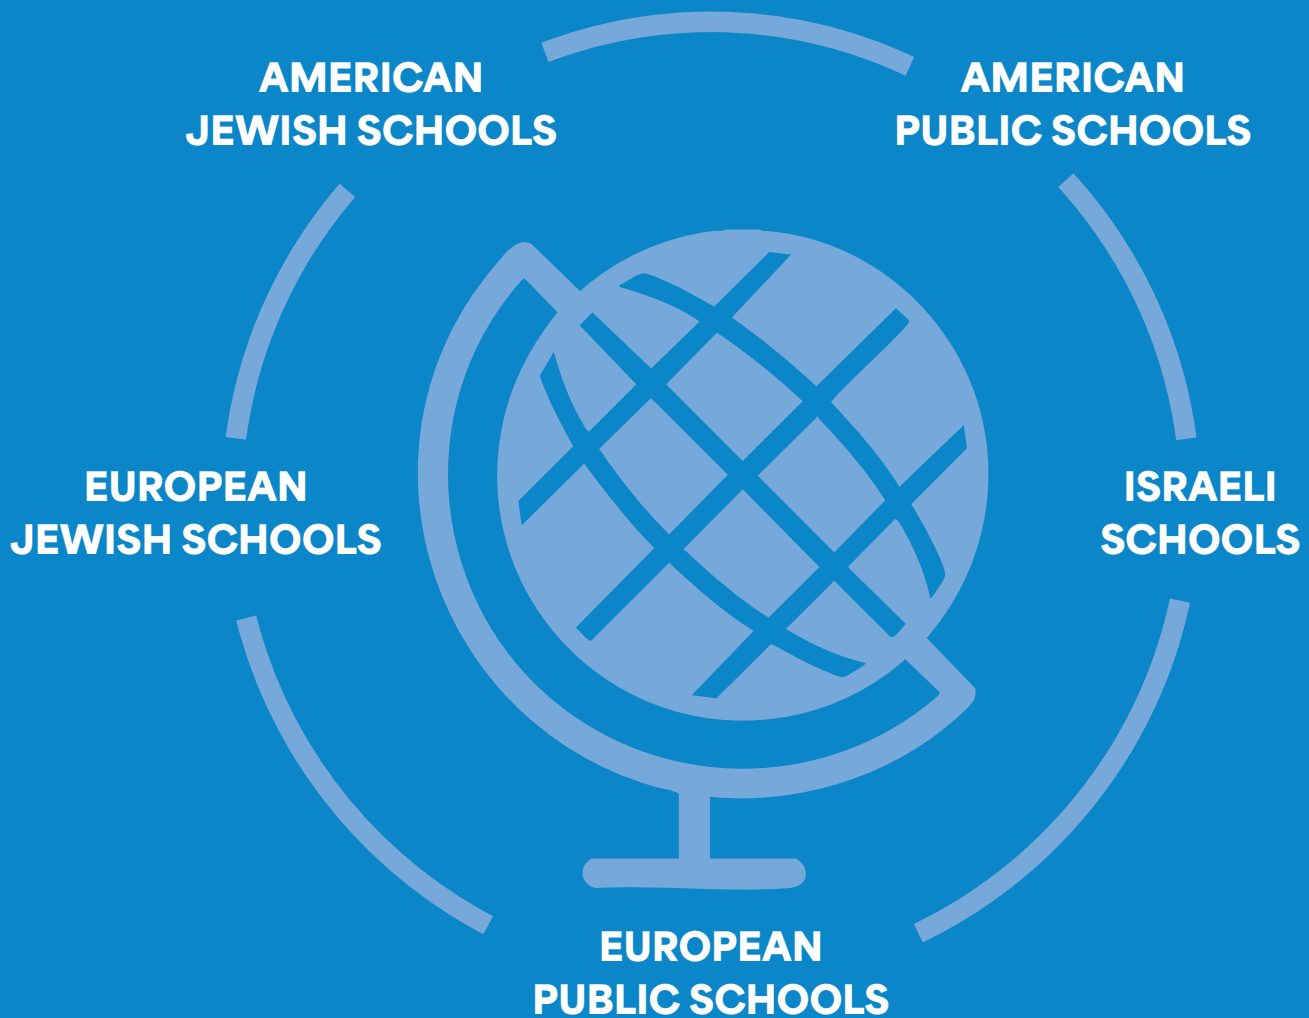 AMERICAN
JEWISH SCHOOLS
AMERICAN
PUBLIC SCHOOLS
EUROPEAN
JEWISH SCHOOLS
ISRAELI
SCHOOLS
EUROPEAN
PUBLIC SCHOOLS